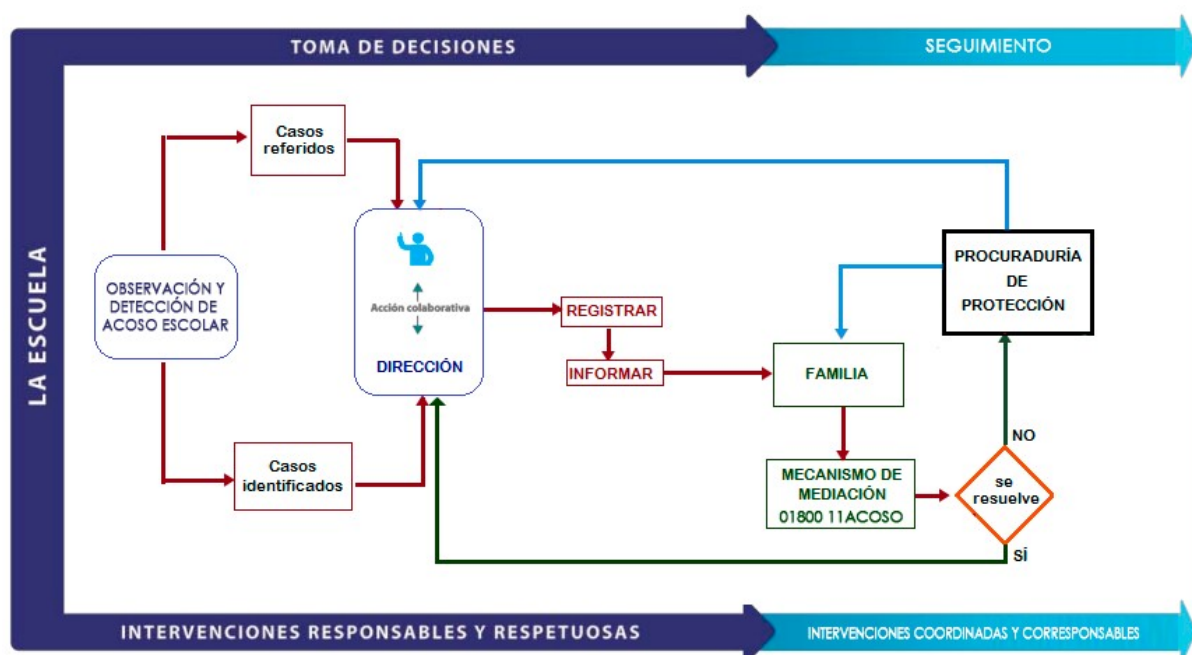 TOMA DE DECISIONES
SEGUIMIENTO
LA ESCUELA
OBSERVACIÓN Y
DETECCIÓN DE
ACOSO ESCOLAR
Casos
referidos
Casos
identificados
Acción colaborativa
DIRECCIÓN
REGISTRAR
INFORMAR
FAMILIA
MECANISMO DE
MEDIACIÓN
01800 11ACOSO
se
resuelve
NO
SÍ
PROCURADURÍA
DE
PROTECCIÓN
INTERVENCIONES RESPONSABLES Y RESPETUOSAS
INTERVENCIONES COORDINADAS Y CORRESPONSABLES